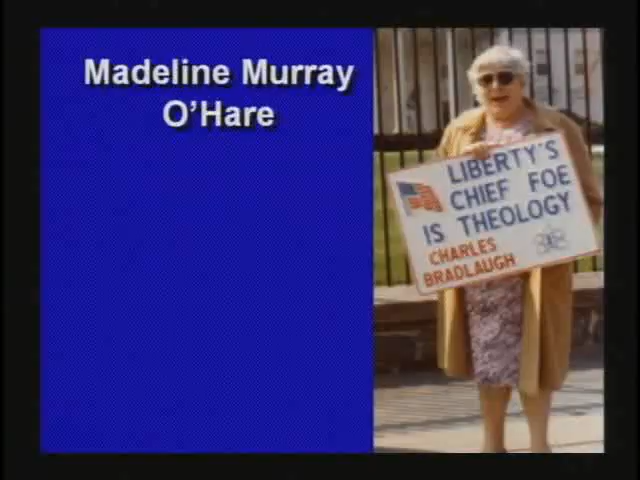 Madeline Murray
O'Hare
LIBERTY'S
CHIEF FOE
IS THEOLOGY
CHARLES
BRADLAUGH